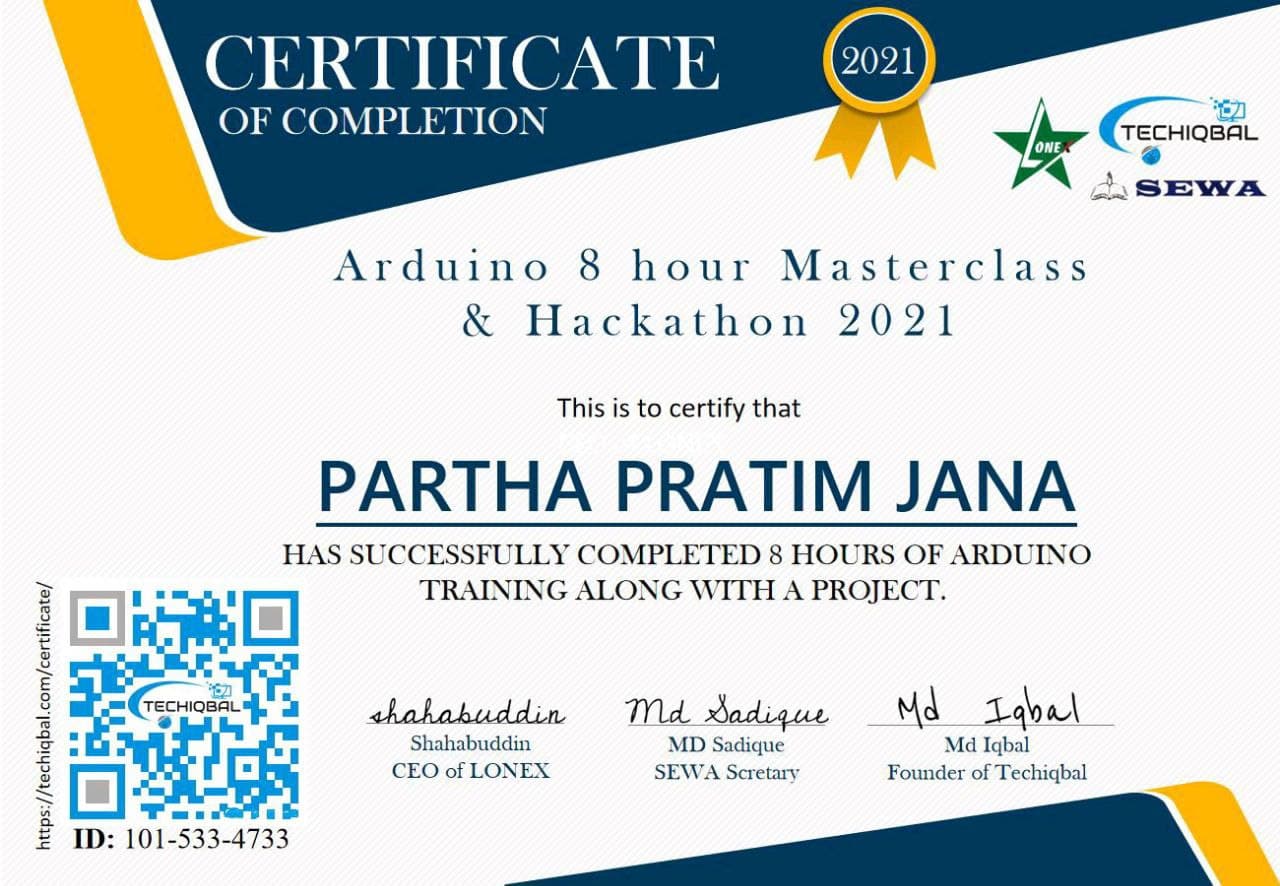 CERTIFICATE
OF COMPLETION
2021
LONEX
TECHIQBAL
SEWA
Arduino 8 hour Masterclass
& Hackathon 2021
This is to certify that
PARTHA PRATIM JANA
HAS SUCCESSFULLY COMPLETED 8 HOURS OF ARDUINO
TRAINING ALONG WITH A PROJECT.
https://techiqbal.com/certificate/
TECHIQBAL
ID: 101-533-4733
shahabuddin
Shahabuddin
CEO of LONEX
Md Sadique
MD Sadique
SEWA Scretary
Md Iqbal
Md Iqbal
Founder of Techiqbal